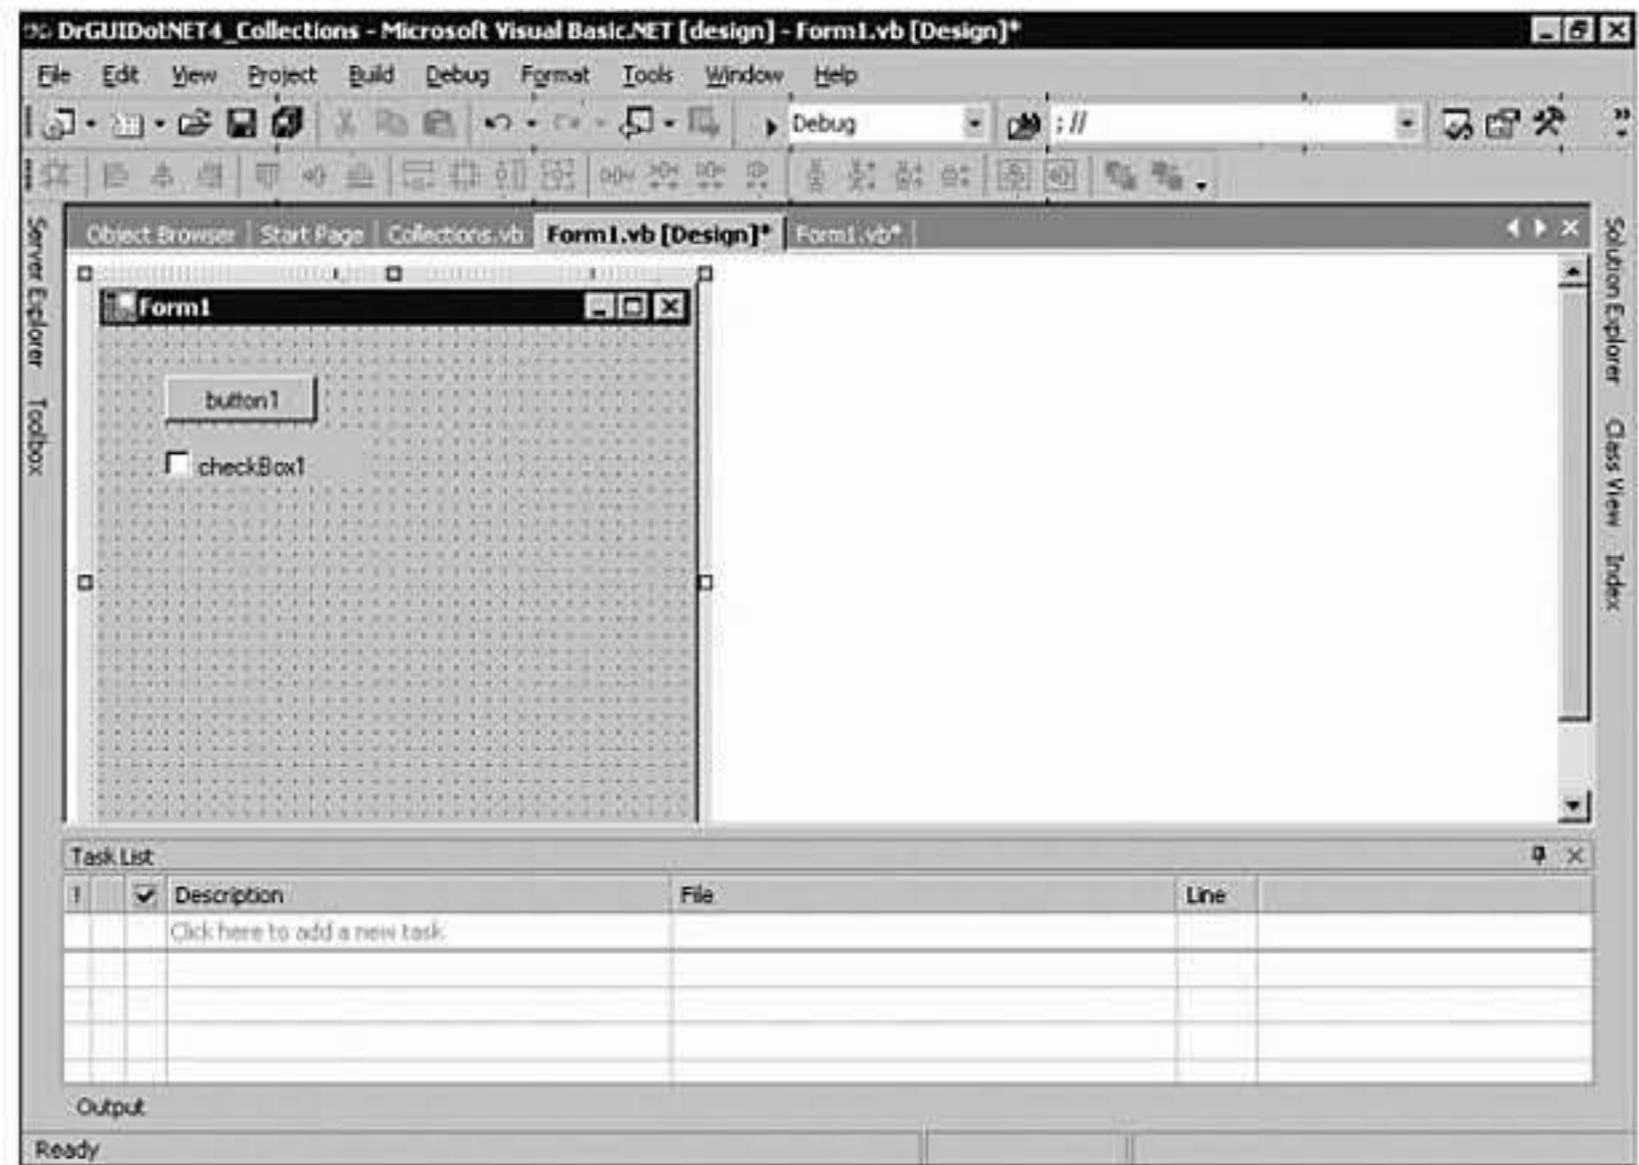 DrGUIDotNET4_Collections - Microsoft Visual Basic.NET [design] - Form1.vb [Design]*
File Edit View Project Build Debug Format Tools Window Help
Debug
://
Server Explorer Toolbox
Object Browser Start Page Collections.vb Form1.vb [Design]* Form1.vb*
Form1
button1
checkBox1
Solution Explorer Class View Index
Task List
! Description File Line
Click here to add a new task
Output
Ready